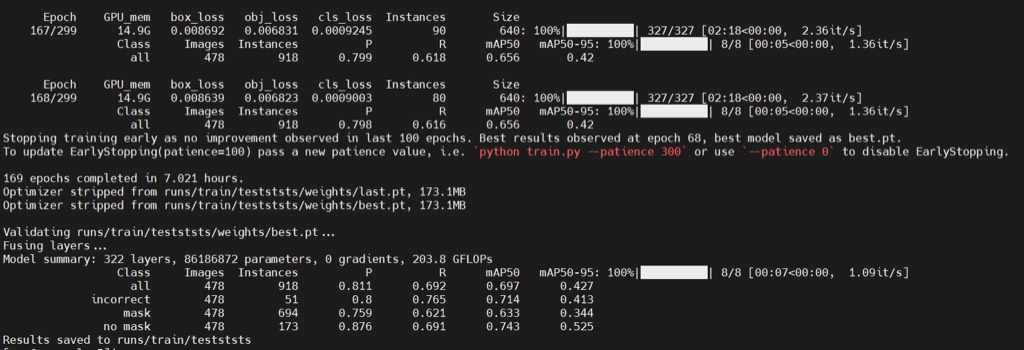 Epoch GPU_mem box_loss obj_loss cls_loss Instances Size
167/299 14.9G 0.008692 0.006831 0.0009245 90 640: 100%|██████████| 327/327 [02:18<00:00, 2.36it/s]
Class Images Instances P R mAP50 mAP50-95: 100%|██████████| 8/8 [00:05<00:00, 1.36it/s]
all 478 918 0.799 0.618 0.656 0.42
Epoch GPU_mem box_loss obj_loss cls_loss Instances Size
168/299 14.9G 0.008639 0.006823 0.0009003 80 640: 100%|██████████| 327/327 [02:18<00:00, 2.37it/s]
Class Images Instances P R mAP50 mAP50-95: 100%|██████████| 8/8 [00:05<00:00, 1.36it/s]
all 478 918 0.798 0.616 0.656 0.42
Stopping training early as no improvement observed in last 100 epochs. Best results observed at epoch 68, best model saved as best.pt.
To update EarlyStopping(patience=100) pass a new patience value, i.e. `python train.py --patience 300` or use `--patience 0` to disable EarlyStopping.
169 epochs completed in 7.021 hours.
Optimizer stripped from runs/train/testststs/weights/last.pt, 173.1MB
Optimizer stripped from runs/train/testststs/weights/best.pt, 173.1MB
Validating runs/train/testststs/weights/best.pt...
Fusing layers...
Model summary: 322 layers, 86186872 parameters, 0 gradients, 203.8 GFLOPs
Class Images Instances P R mAP50 mAP50-95: 100%|██████████| 8/8 [00:07<00:00, 1.09it/s]
all 478 918 0.811 0.692 0.697 0.427
incorrect 478 51 0.8 0.765 0.714 0.413
mask 478 694 0.759 0.621 0.633 0.344
no mask 478 173 0.876 0.691 0.743 0.525
Results saved to runs/train/testststs